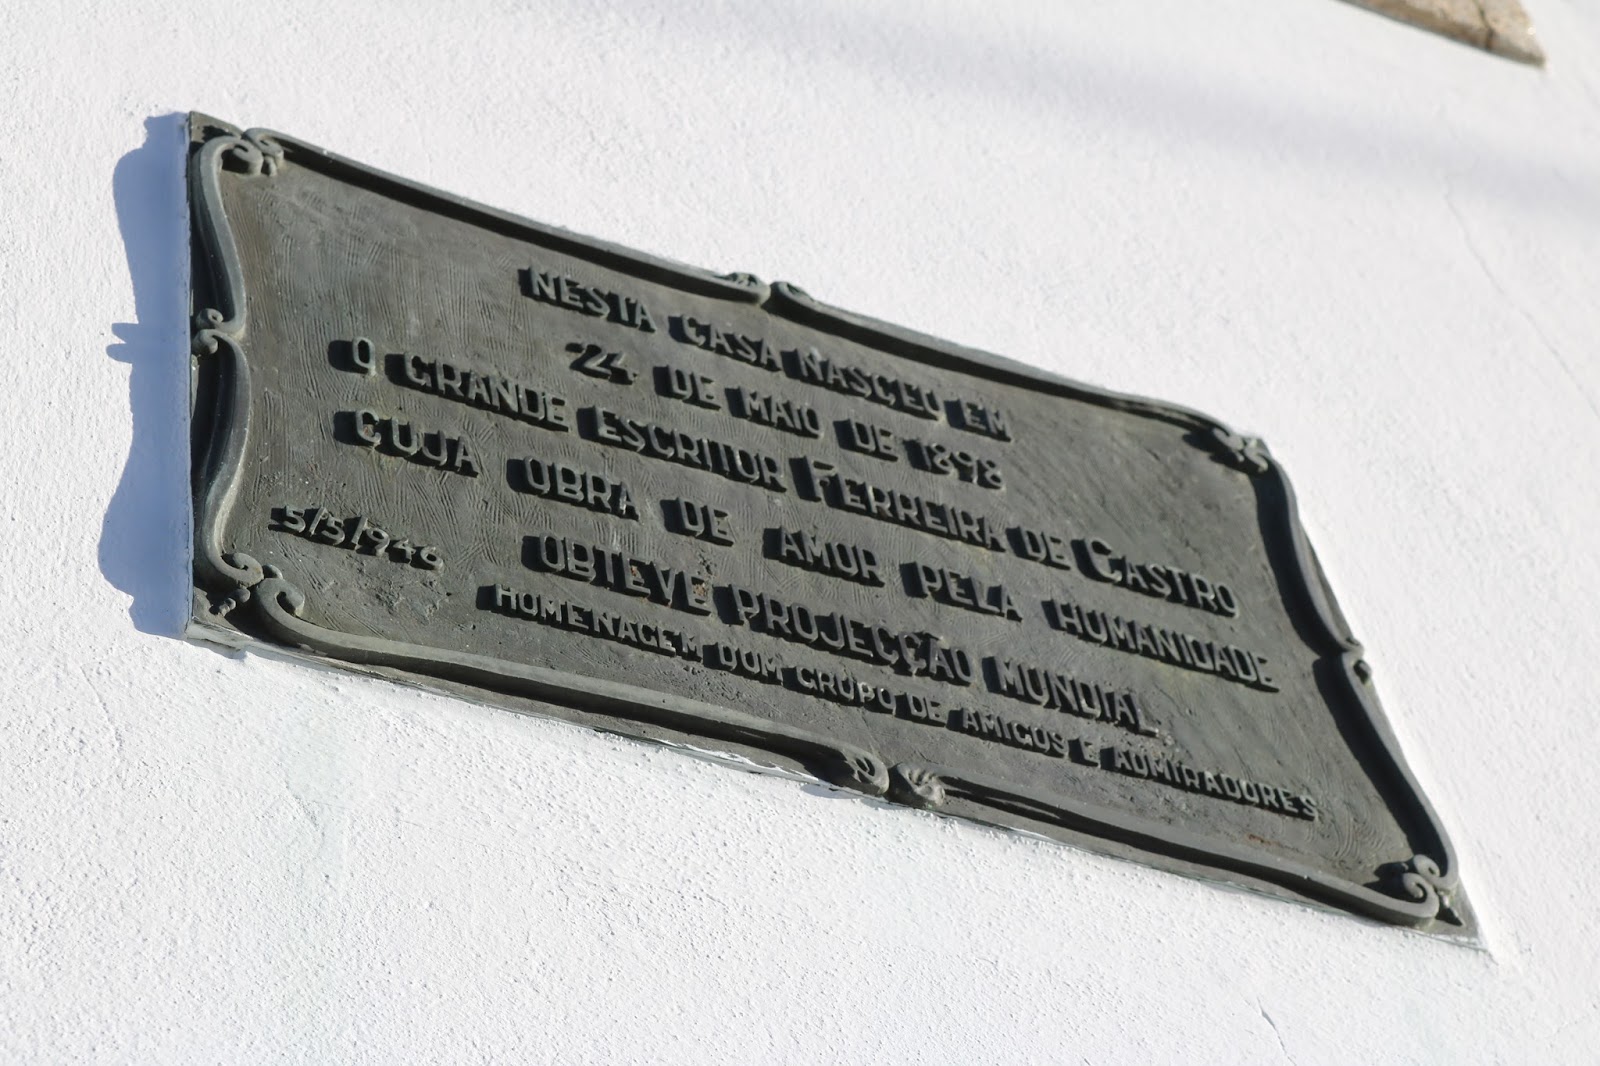 NESTA CASA NASCEU EM
24 DE MAIO DE 1898
O GRANDE ESCRITOR FERREIRA DE CASTRO
CUJA OBRA DE AMOR PELA HUMANIDADE
OBTEVE PROJECÇÃO MUNDIAL.
5/5/1946
HOMENAGEM DUM GRUPO DE AMIGOS E ADMIRADORES